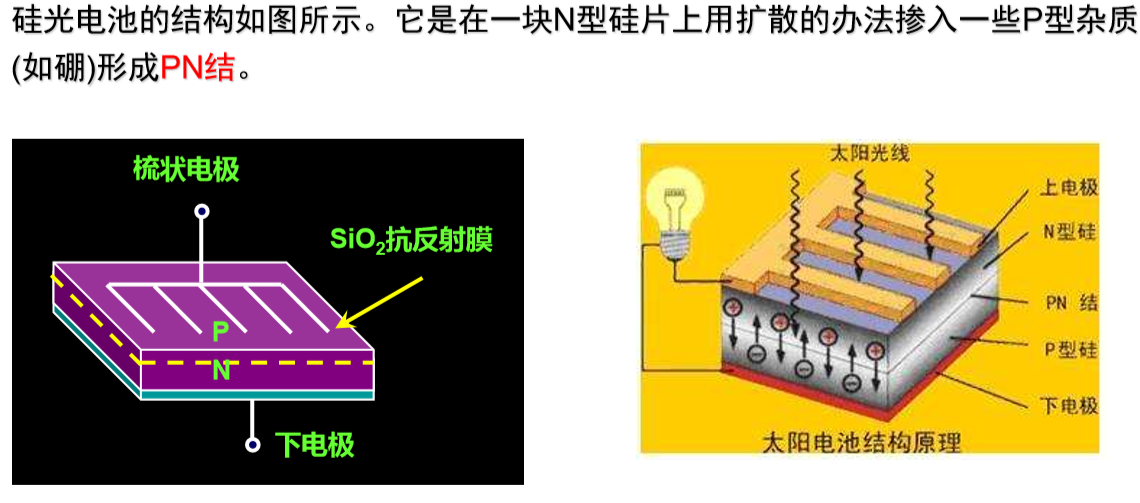 硅光电池的结构如图所示。它是在一块N型硅片上用扩散的办法掺入一些P型杂质
(如硼)形成PN结。
梳状电极
SiO₂抗反射膜
P
N
下电极
太阳光线
上电极
N型硅
PN 结
P型硅
下电极
太阳电池结构原理